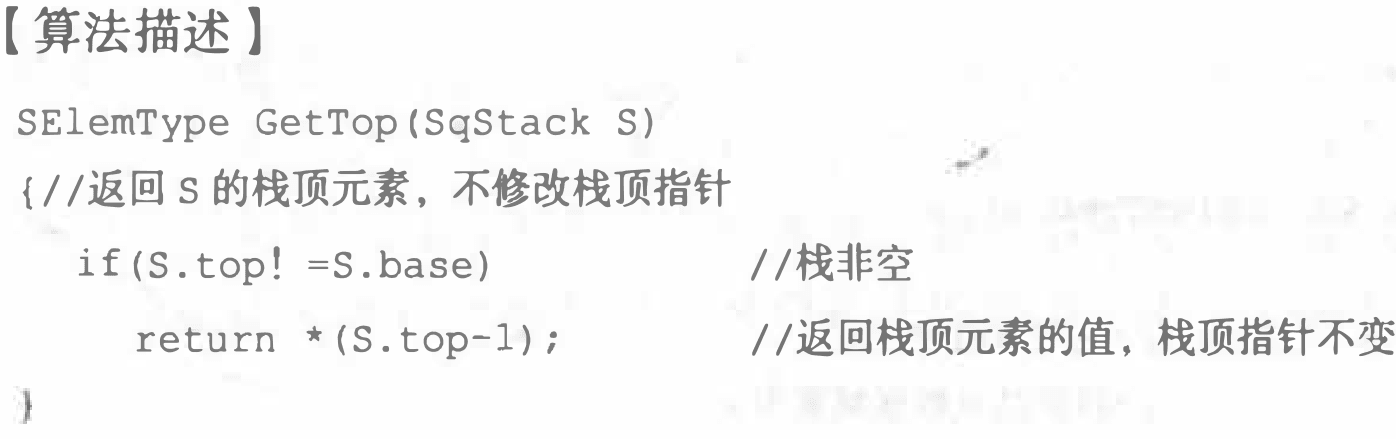 【算法描述】
SElemType GetTop(SqStack S)
{//返回 S 的栈顶元素，不修改栈顶指针
if(S.top! =S.base) //栈非空
return *(S.top-1); //返回栈顶元素的值，栈顶指针不变
}